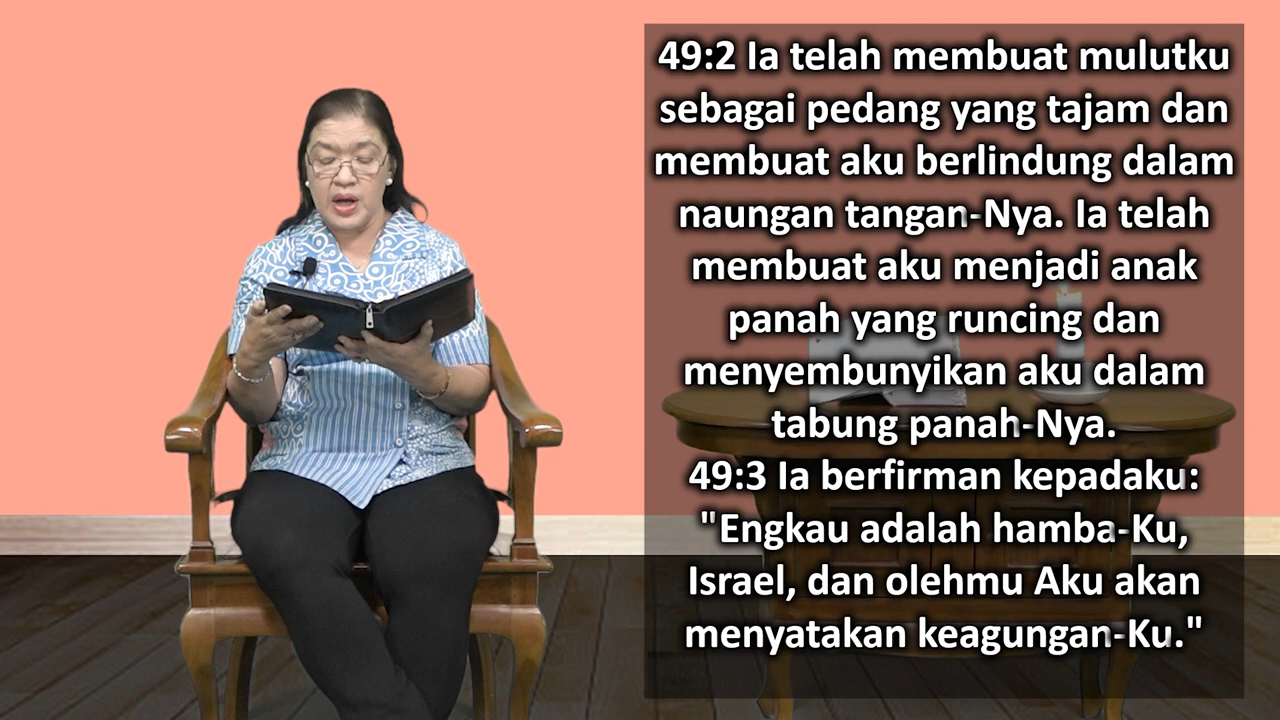 49:2 Ia telah membuat mulutku
sebagai pedang yang tajam dan
membuat aku berlindung dalam
naungan tangan-Nya. Ia telah
membuat aku menjadi anak
panah yang runcing dan
menyembunyikan aku dalam
tabung panah-Nya.
49:3 Ia berfirman kepadaku:
"Engkau adalah hamba-Ku,
Israel, dan olehmu Aku akan
menyatakan keagungan-Ku."